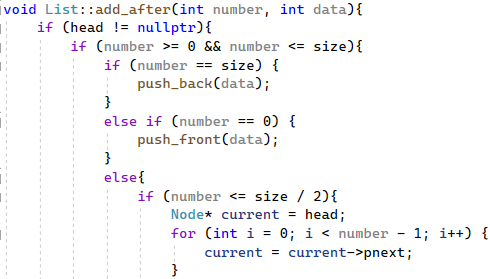 void List::add_after(int number, int data){
    if (head != nullptr){
        if (number >= 0 && number <= size){
            if (number == size) {
                push_back(data);
            }
            else if (number == 0) {
                push_front(data);
            }
            else{
                if (number <= size / 2){
                    Node* current = head;
                    for (int i = 0; i < number - 1; i++) {
                        current = current->pnext;
                    }